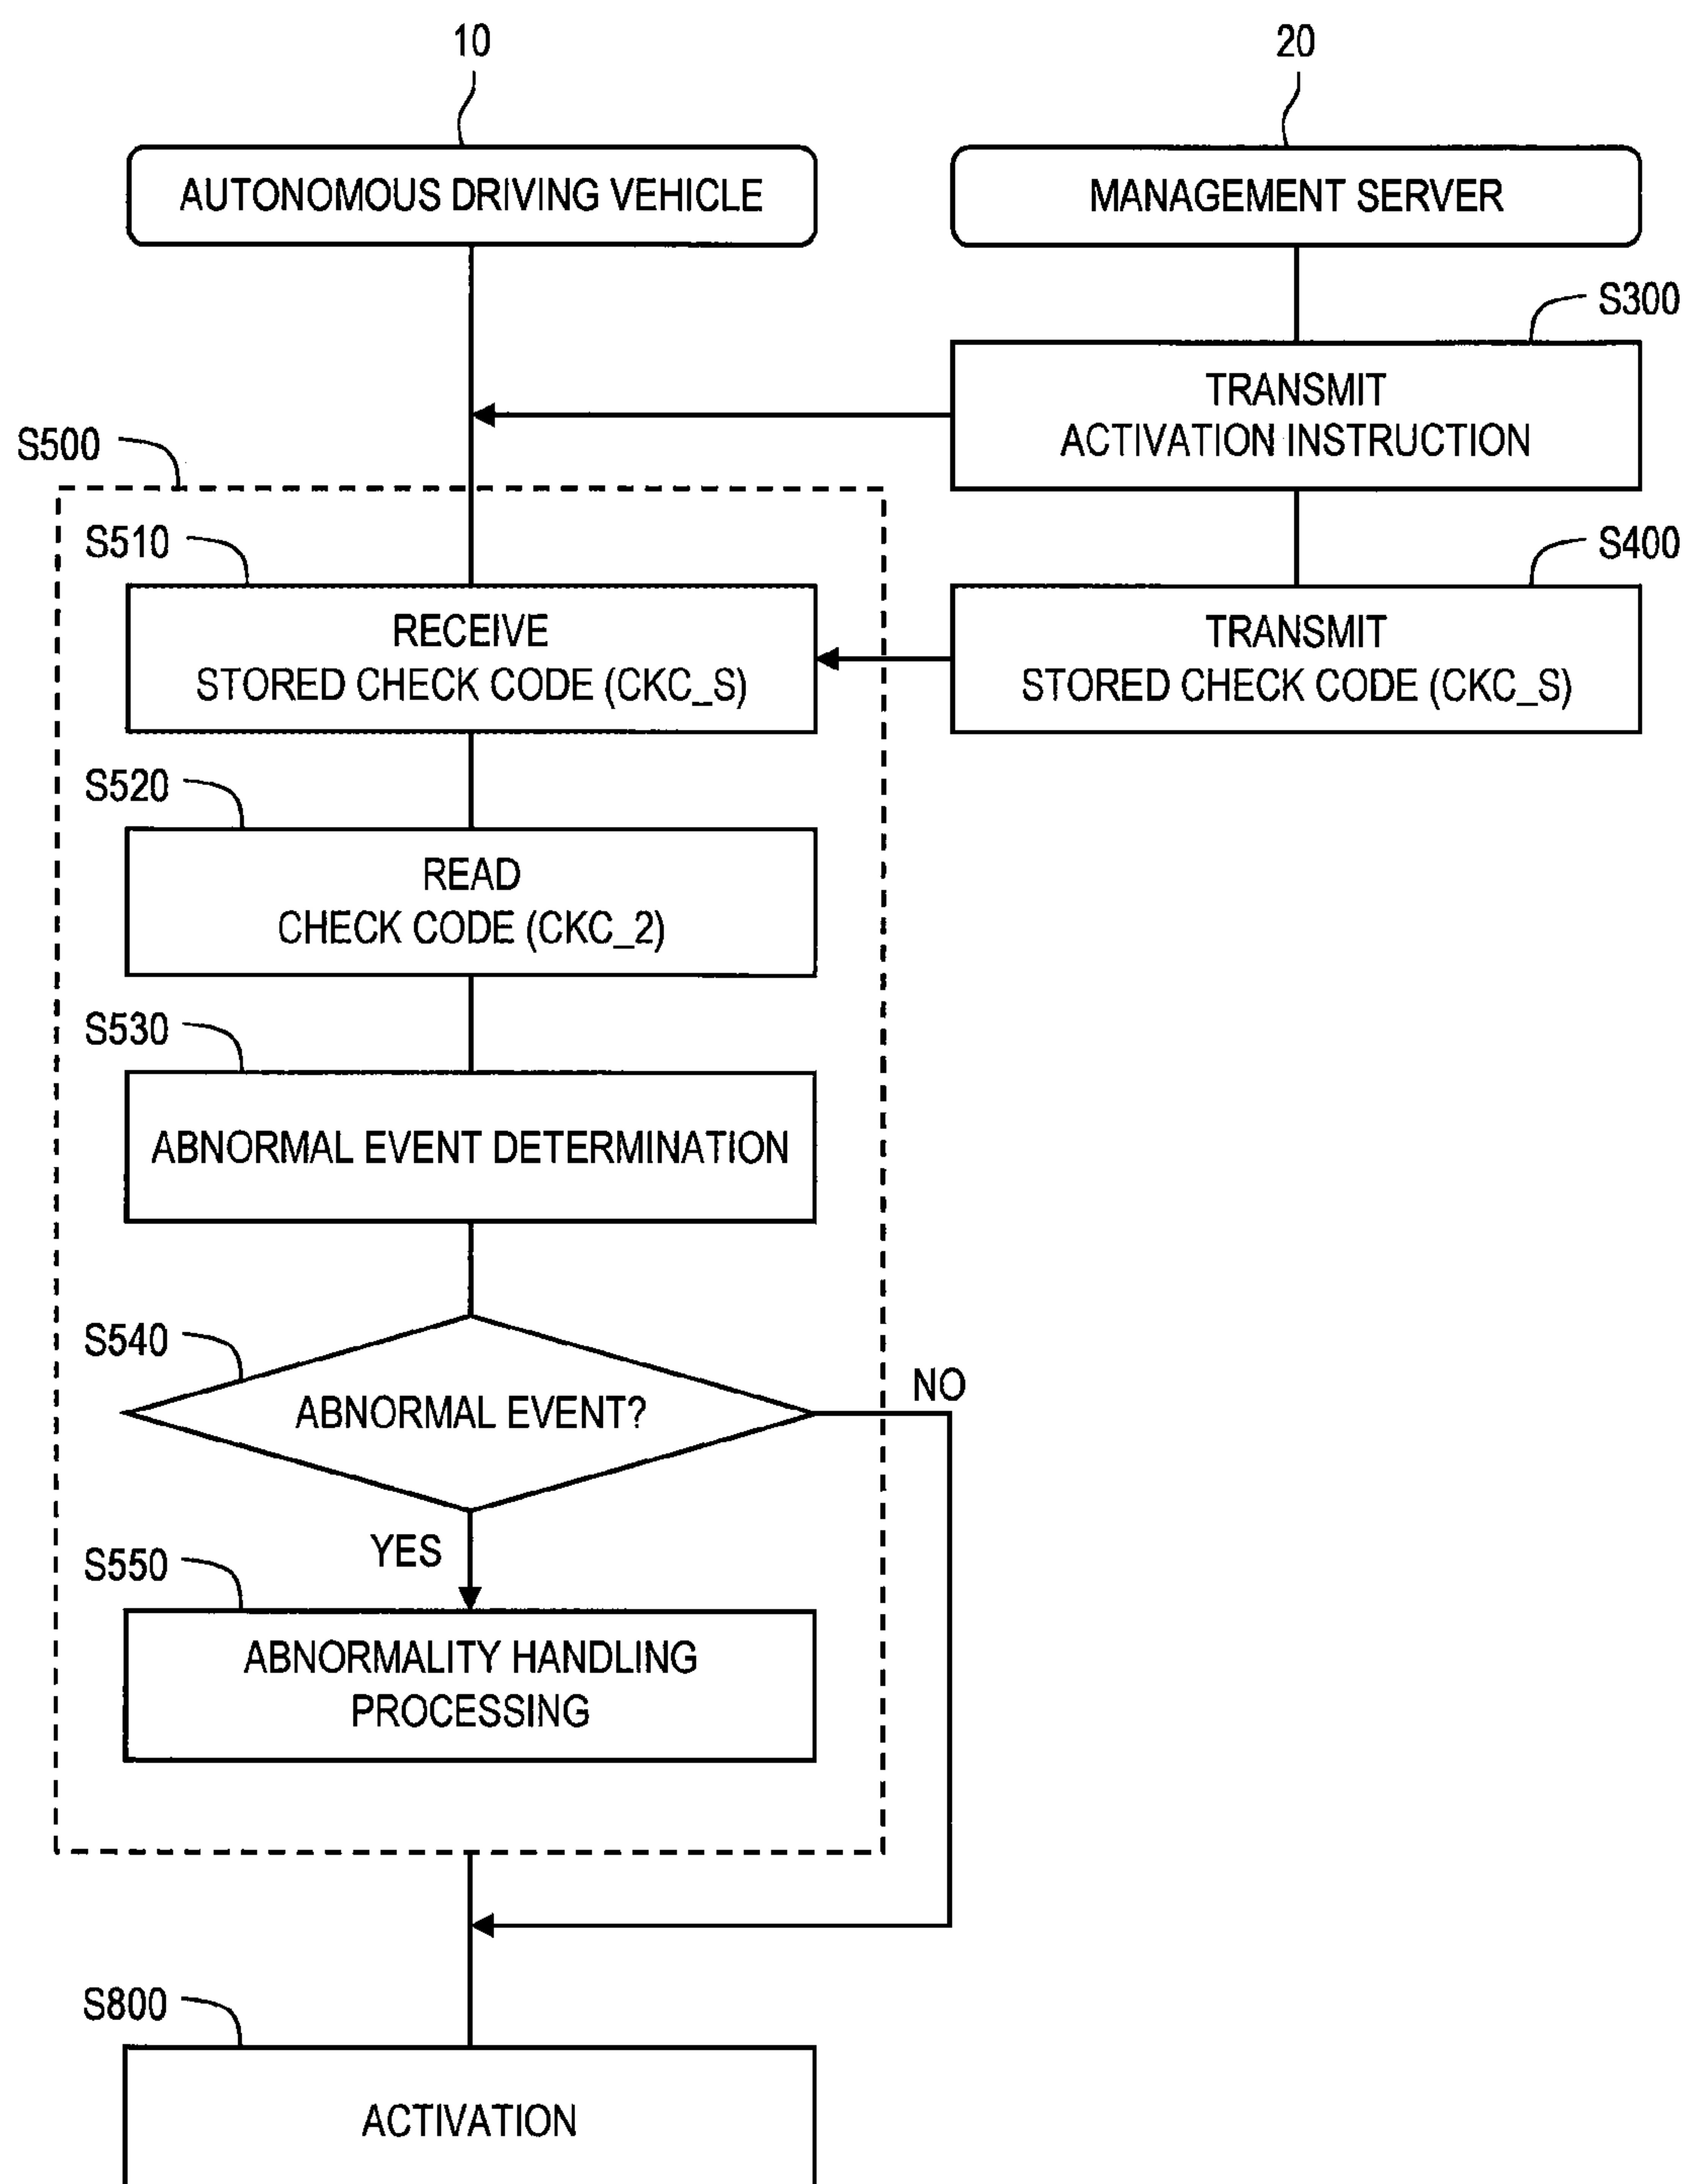 10
20
AUTONOMOUS DRIVING VEHICLE
MANAGEMENT SERVER
S300
TRANSMIT
ACTIVATION INSTRUCTION
S500
S510
S400
RECEIVE
STORED CHECK CODE (CKC_S)
TRANSMIT
STORED CHECK CODE (CKC_S)
S520
READ
CHECK CODE (CKC_2)
S530
ABNORMAL EVENT DETERMINATION
S540
ABNORMAL EVENT?
NO
YES
S550
ABNORMALITY HANDLING
PROCESSING
S800
ACTIVATION